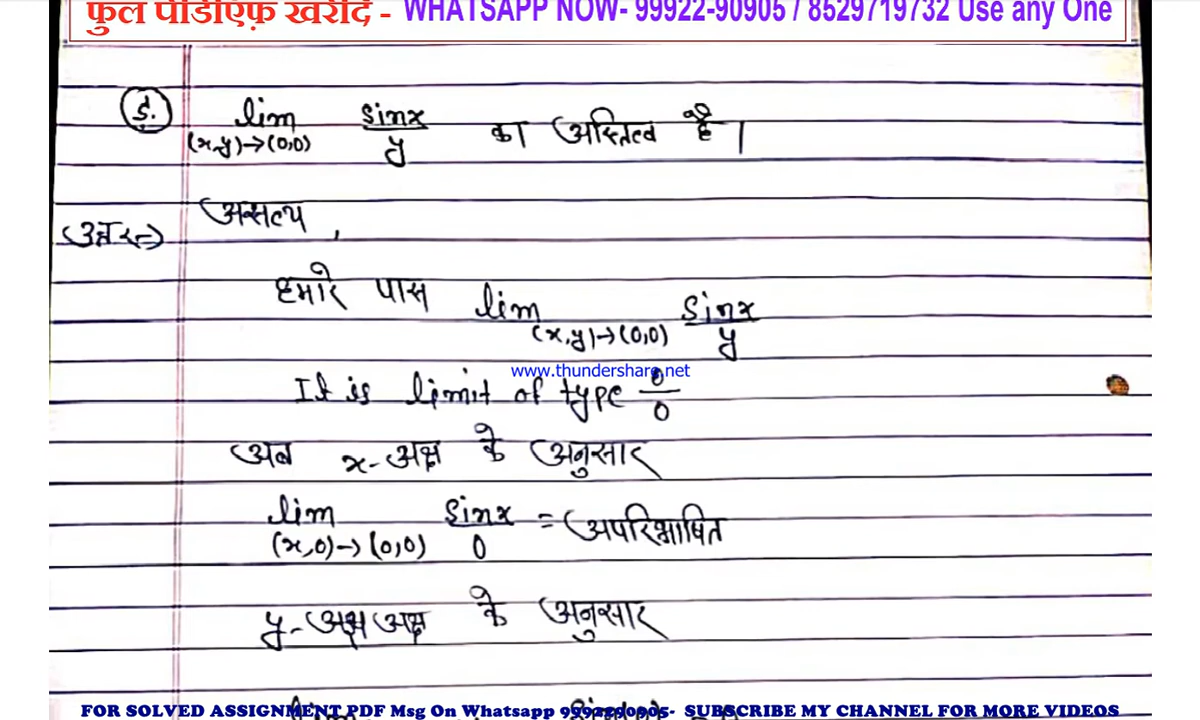 फुल पीडीएफ़ खरीदे - WHATSAPP NOW- 99922-90905 / 8529719732 Use any One
ई. lim (x,y)→(0,0) sinx/y का अस्तित्व है।
उत्तर→ असत्य,
हमारे पास lim (x,y)→(0,0) sinx/y
www.thundershare.net
It is limit of type 0/0
अब x-अक्ष के अनुसार
lim (x,0)→(0,0) sinx/0 = अपरिभाषित
y-अक्ष अक्ष के अनुसार
FOR SOLVED ASSIGNMENT PDF Msg On Whatsapp 9992290905- SUBSCRIBE MY CHANNEL FOR MORE VIDEOS